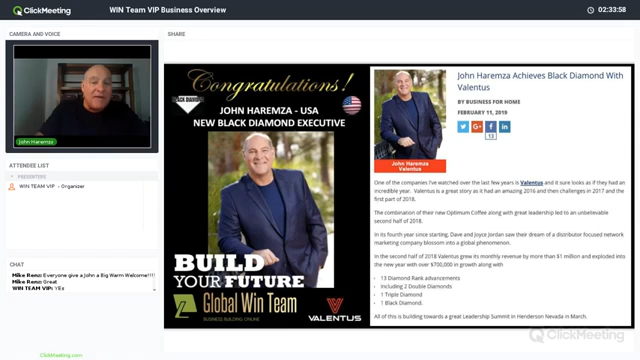 ClickMeeting
WIN Team VIP Business Overview
02:33:58
CAMERA AND VOICE
SHARE
John Haremza
ATTENDEE LIST
PRESENTERS
WIN TEAM VIP - Organizer
CHAT
Mike Renz: Everyone give a John a Big Warm Welcome!!!!
Mike Renz: Great
WIN TEAM VIP: YEs
ClickMeeting.com
Congratulations!
BLACK DIAMOND
JOHN HAREMZA - USA
NEW BLACK DIAMOND EXECUTIVE
BUILD
YOUR FUTURE
Global Win Team
BUSINESS BUILDING ONLINE
VALENTUS
John Haremza
Valentus
John Haremza Achieves Black Diamond With
Valentus
BY BUSINESS FOR HOME
FEBRUARY 11, 2019
13
One of the companies I've watched over the last few years is Valentus and it sure looks as if they had an
incredible year. Valentus is a great story as it had an amazing 2016 and then challenges in 2017 and the
first part of 2018.
The combination of their new Optimum Coffee along with great leadership led to an unbelievable
second half of 2018.
In its fourth year since starting, Dave and Joyce Jordan saw their dream of a distributor focused network
marketing company blossom into a global phenomenon.
In the second half of 2018 Valentus grew its monthly revenue by more than $1 million and exploded into
the new year with over $700,000 in growth along with
• 13 Diamond Rank advancements
• Including 2 Double Diamonds
• 1 Triple Diamond
• 1 Black Diamond.
All of this is building towards a great Leadership Summit in Henderson Nevada in March.
ClickMeeting